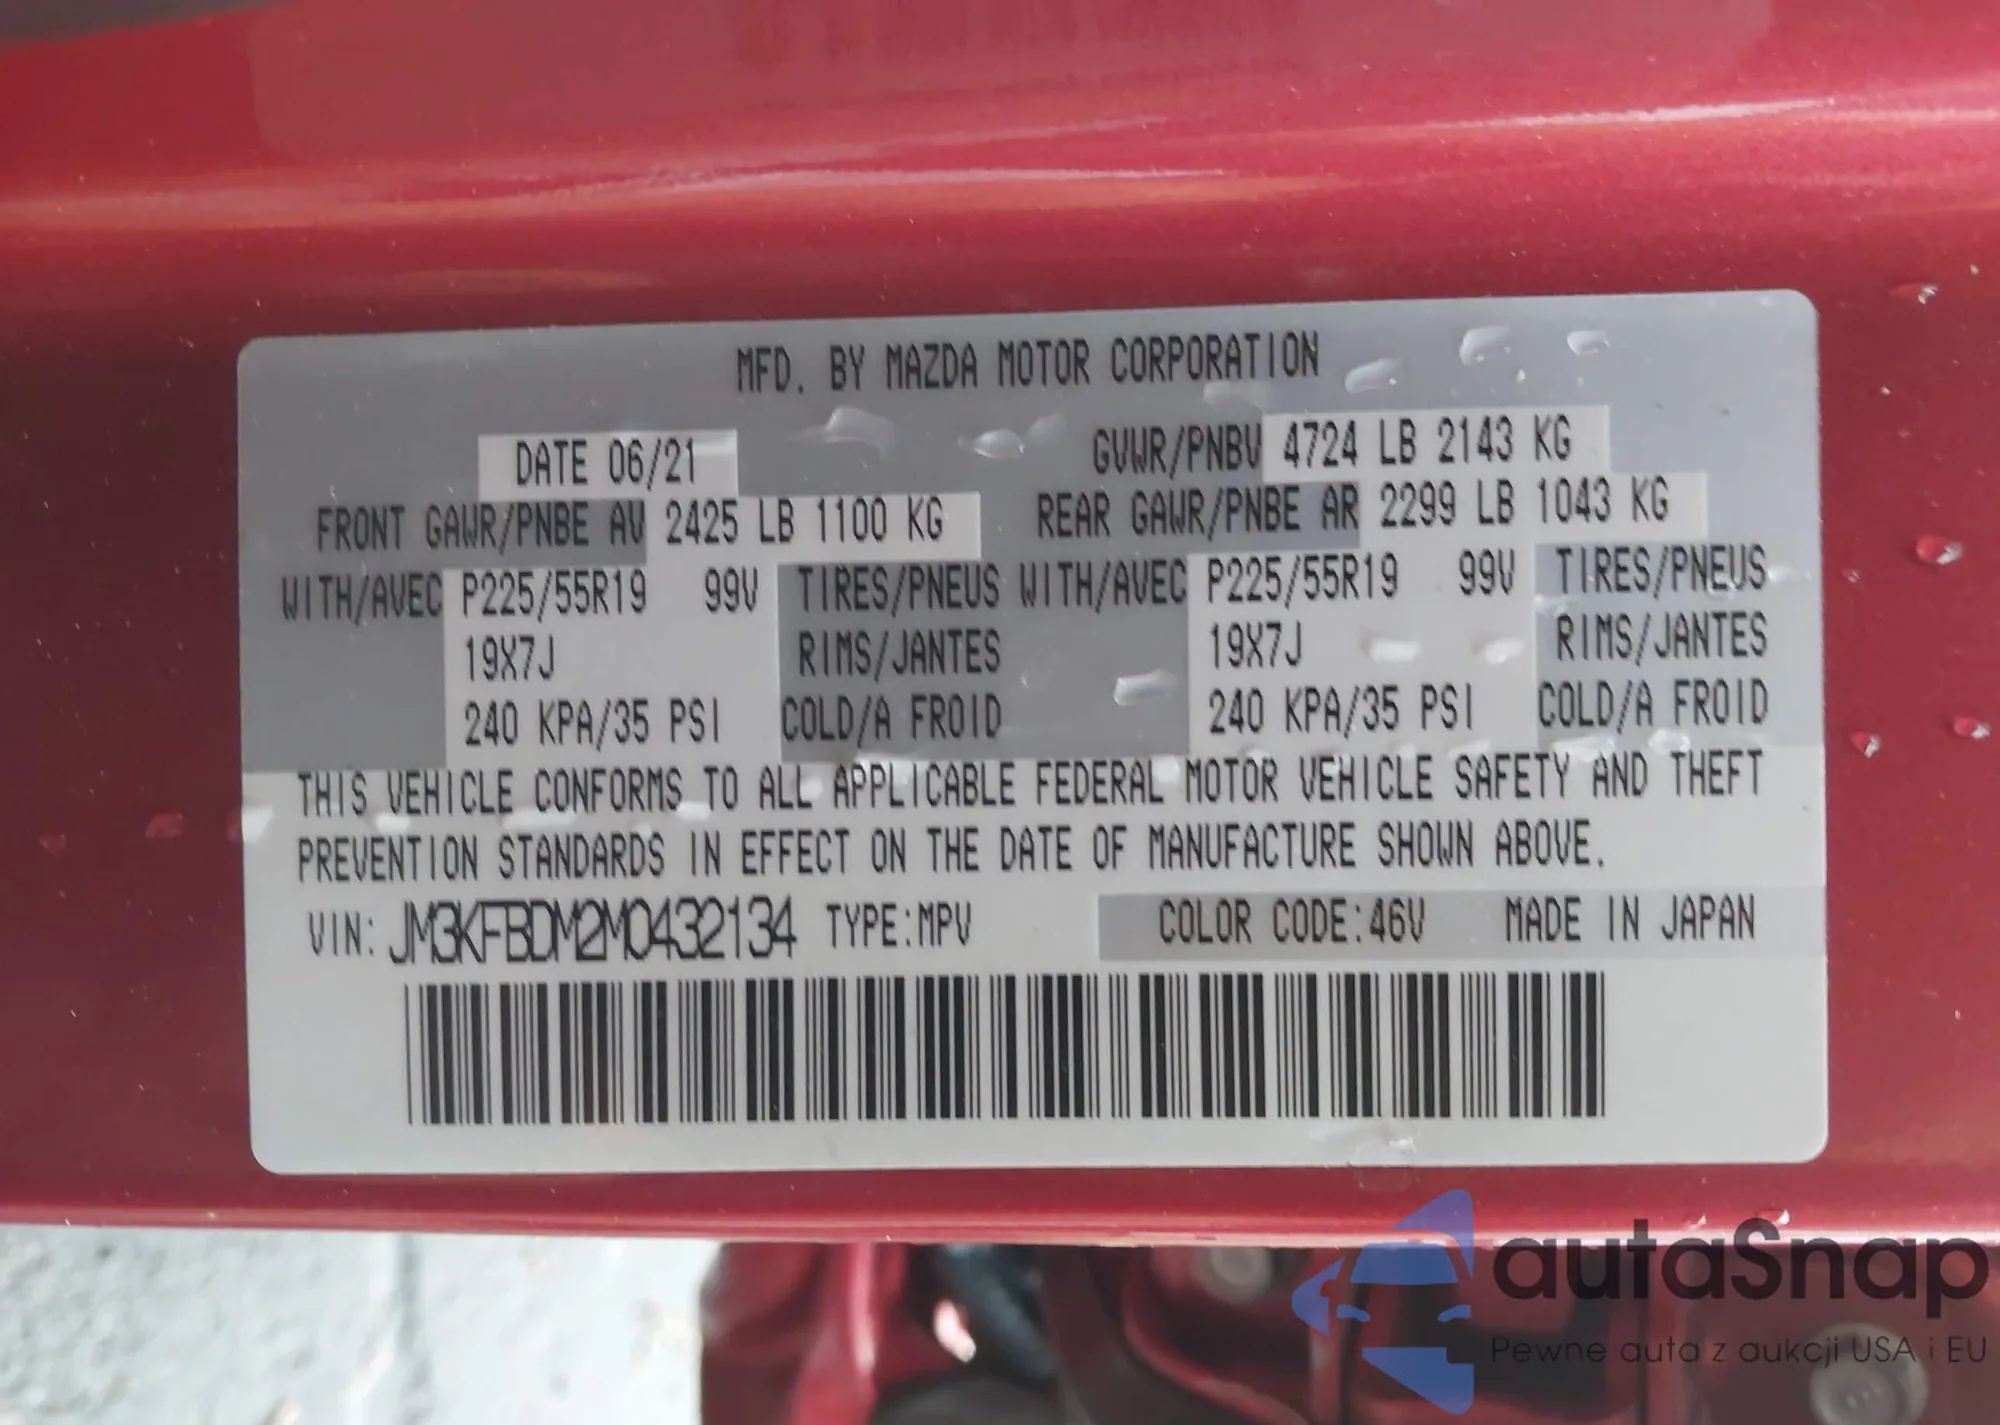 MFD. BY MAZDA MOTOR CORPORATION
DATE 06/21 GVWR/PNBV 4724 LB 2143 KG
FRONT GAWR/PNBE AV 2425 LB 1100 KG REAR GAWR/PNBE AR 2299 LB 1043 KG
WITH/AVEC P225/55R19 99V TIRES/PNEUS WITH/AVEC P225/55R19 99V TIRES/PNEUS
19X7J RIMS/JANTES 19X7J RIMS/JANTES
240 KPA/35 PSI COLD/A FROID 240 KPA/35 PSI COLD/A FROID
THIS VEHICLE CONFORMS TO ALL APPLICABLE FEDERAL MOTOR VEHICLE SAFETY AND THEFT
PREVENTION STANDARDS IN EFFECT ON THE DATE OF MANUFACTURE SHOWN ABOVE.
VIN: JM3KFBDM2M0432134 TYPE:MPV COLOR CODE:46V MADE IN JAPAN
autaSnap
Pewne auta z aukcji USA i EU